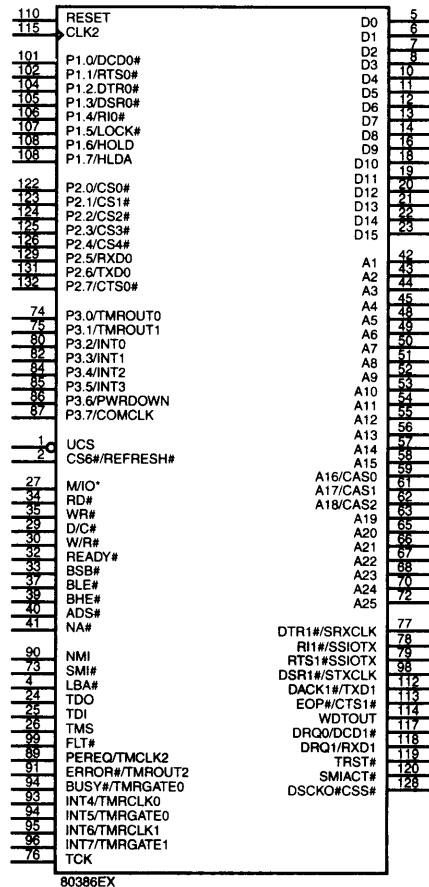 110 RESET
115 CLK2
101 P1.0/DCD0#
102 P1.1/RTS0#
104 P1.2.DTR0#
105 P1.3/DSR0#
106 P1.4/RI0#
107 P1.5/LOCK#
108 P1.6/HOLD
108 P1.7/HLDA
122 P2.0/CS0#
123 P2.1/CS1#
124 P2.2/CS2#
125 P2.3/CS3#
126 P2.4/CS4#
129 P2.5/RXD0
131 P2.6/TXD0
132 P2.7/CTS0#
74 P3.0/TMROUT0
75 P3.1/TMROUT1
80 P3.2/INT0
82 P3.3/INT1
84 P3.4/INT2
85 P3.5/INT3
86 P3.6/PWRDOWN
87 P3.7/COMCLK
1 UCS
2 CS6#/REFRESH#
27 M/IO*
34 RD#
35 WR#
29 D/C#
30 W/R#
32 READY#
33 BSB#
37 BLE#
39 BHE#
40 ADS#
41 NA#
90 NMI
73 SMI#
4 LBA#
24 TDO
25 TDI
26 TMS
99 FLT#
89 PEREQ/TMCLK2
91 ERROR#/TMROUT2
94 BUSY#/TMRGATE0
93 INT4/TMRCLK0
94 INT5/TMRGATE0
95 INT6/TMRCLK1
96 INT7/TMRGATE1
76 TCK
D0 5
D1 6
D2 7
D3 8
D4 10
D5 11
D6 12
D7 13
D8 14
D9 16
D10 18
D11 19
D12 20
D13 21
D14 22
D15 23
A1 42
A2 43
A3 44
A4 45
A5 48
A6 49
A7 50
A8 51
A9 52
A10 53
A11 54
A12 55
A13 56
A14 57
A15 58
A16/CAS0 59
A17/CAS1 61
A18/CAS2 62
A19 63
A20 65
A21 66
A22 67
A23 68
A24 70
A25 72
DTR1#/SRXCLK 77
RI1#/SSIOTX 78
RTS1#SSIOTX 79
DSR1#/STXCLK 98
DACK1#/TXD1 112
EOP#/CTS1# 113
WDTOUT 114
DRQ0/DCD1# 117
DRQ1/RXD1 118
TRST# 119
SMIACT# 120
DSCKO#CSS# 128
80386EX